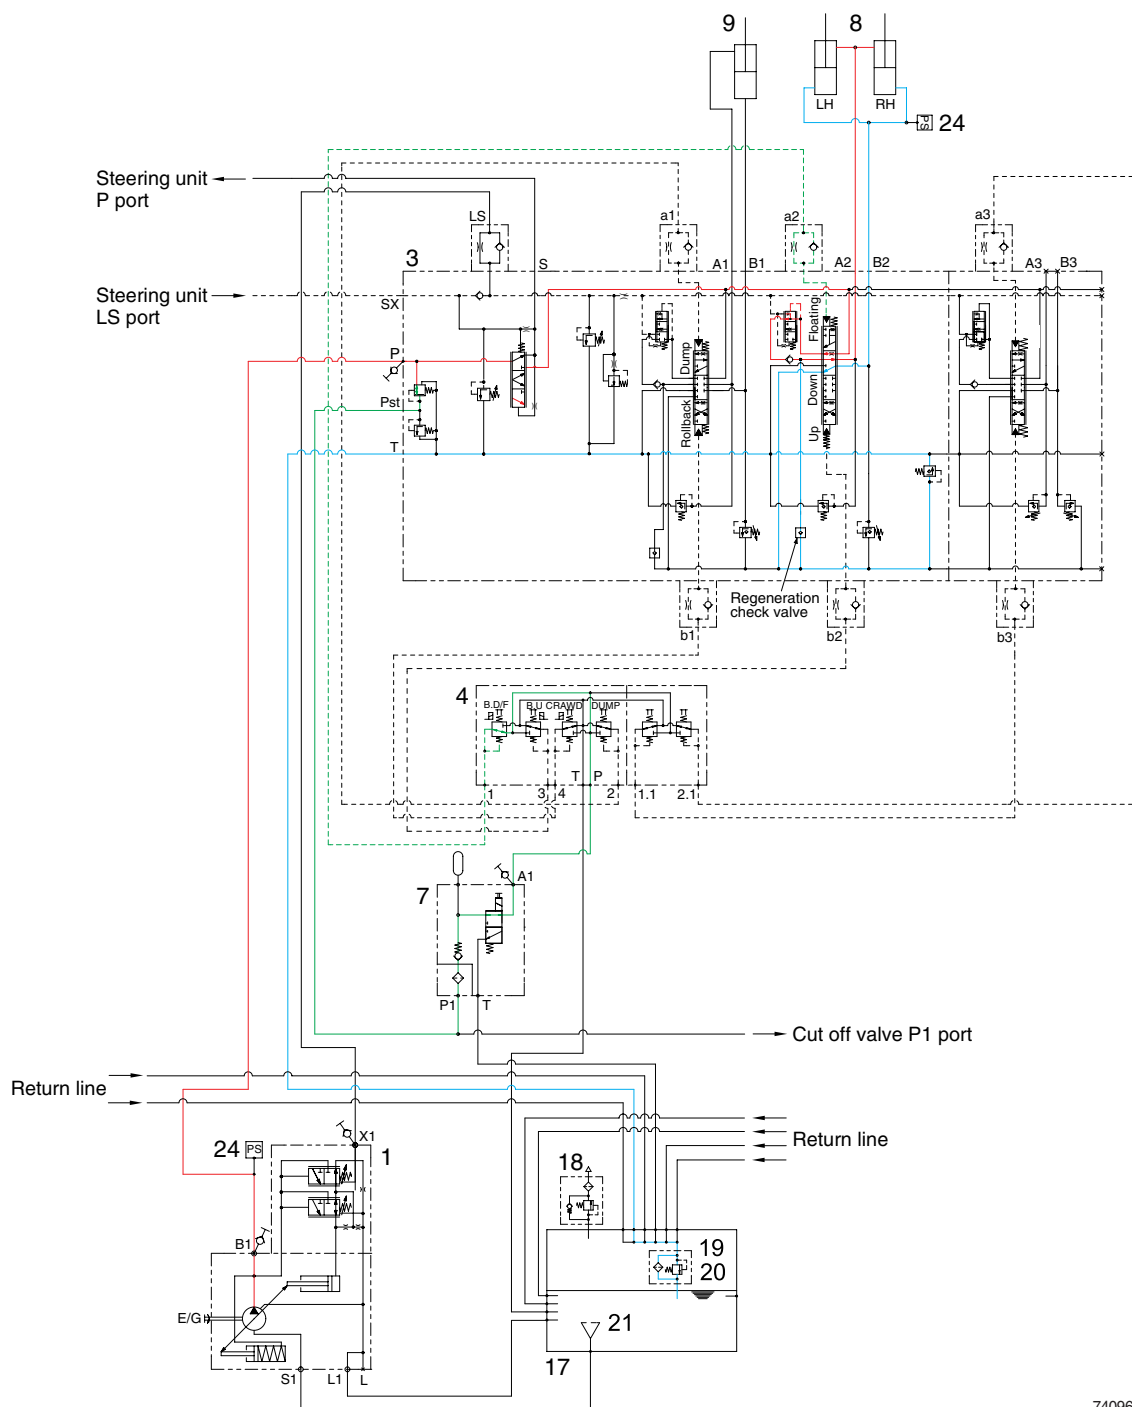 9
8
LH
RH
PS
24
Steering unit
P port
LS
a1
a2
a3
3
S
A1
B1
A2
B2
A3
B3
Steering unit
LS port
SX
Floating
P
Dump
Pst
Down
Rollback
Up
T
Regeneration
check valve
b1
b2
b3
4
B.D/F
B.U
CRAWD
DUMP
T
P
1
3
4
2
1.1
2.1
7
A1
P1
T
Cut off valve P1 port
Return line
Return line
24
PS
X1
1
18
B1
19
20
E/G
21
17
S1
L1
L
74096